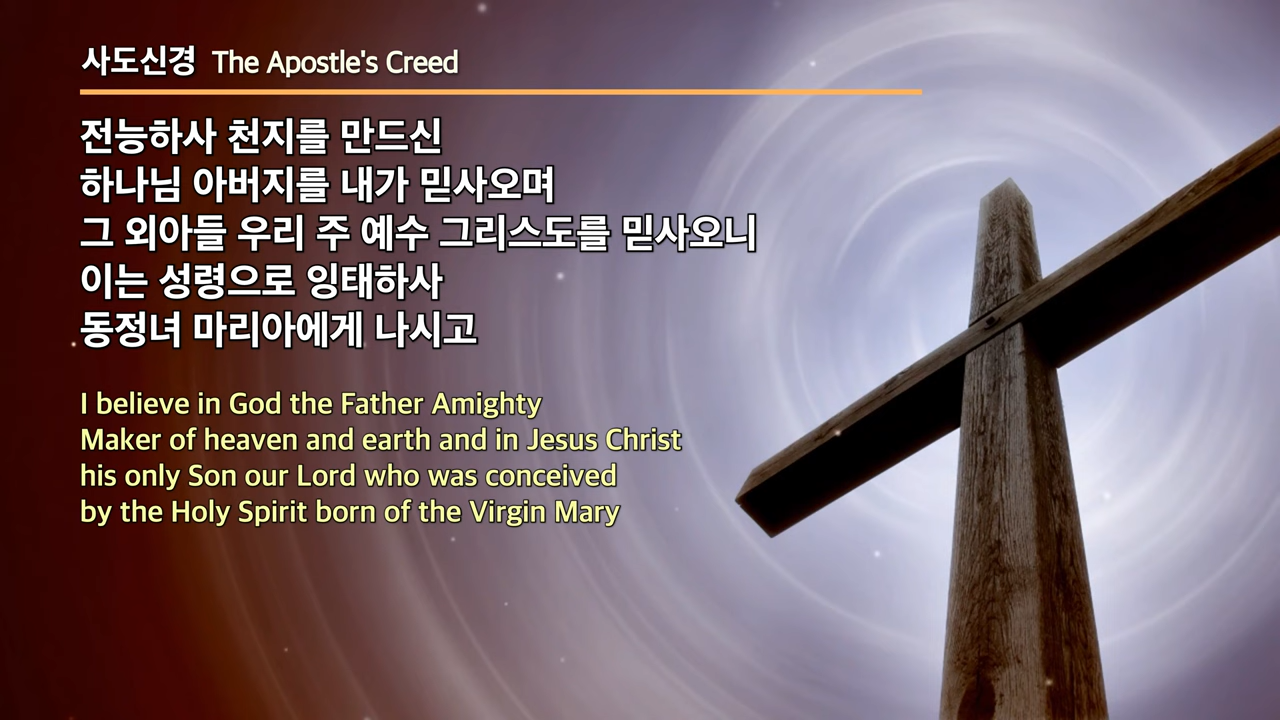 사도신경 The Apostle's Creed
전능하사 천지를 만드신
하나님 아버지를 내가 믿사오며
그 외아들 우리 주 예수 그리스도를 믿사오니
이는 성령으로 잉태하사
동정녀 마리아에게 나시고
I believe in God the Father Amighty
Maker of heaven and earth and in Jesus Christ
his only Son our Lord who was conceived
by the Holy Spirit born of the Virgin Mary